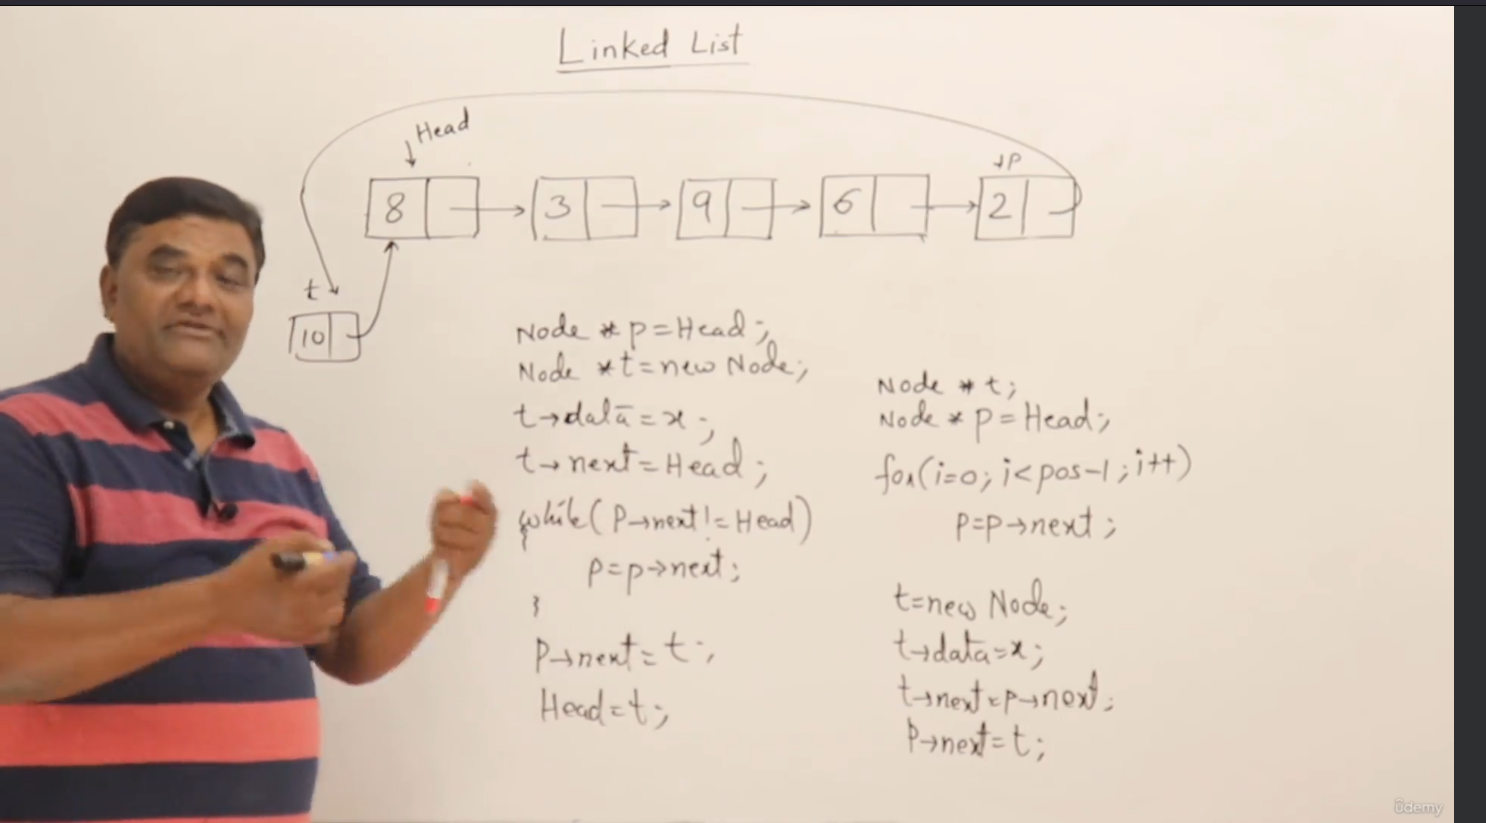 Linked List
Head
8 3 9 6 2
p
t
10
Node * p = Head;
Node * t = new Node;
t→data = x;
t→next = Head;
while( P→next != Head)
{
p = p→next;
}
P→next = t;
Head = t;
Node * t;
Node * p = Head;
for(i=0; i<pos-1; i++)
P=P→next;
t=new Node;
t→data=x;
t→next=p→next;
P→next=t;
ûdemy